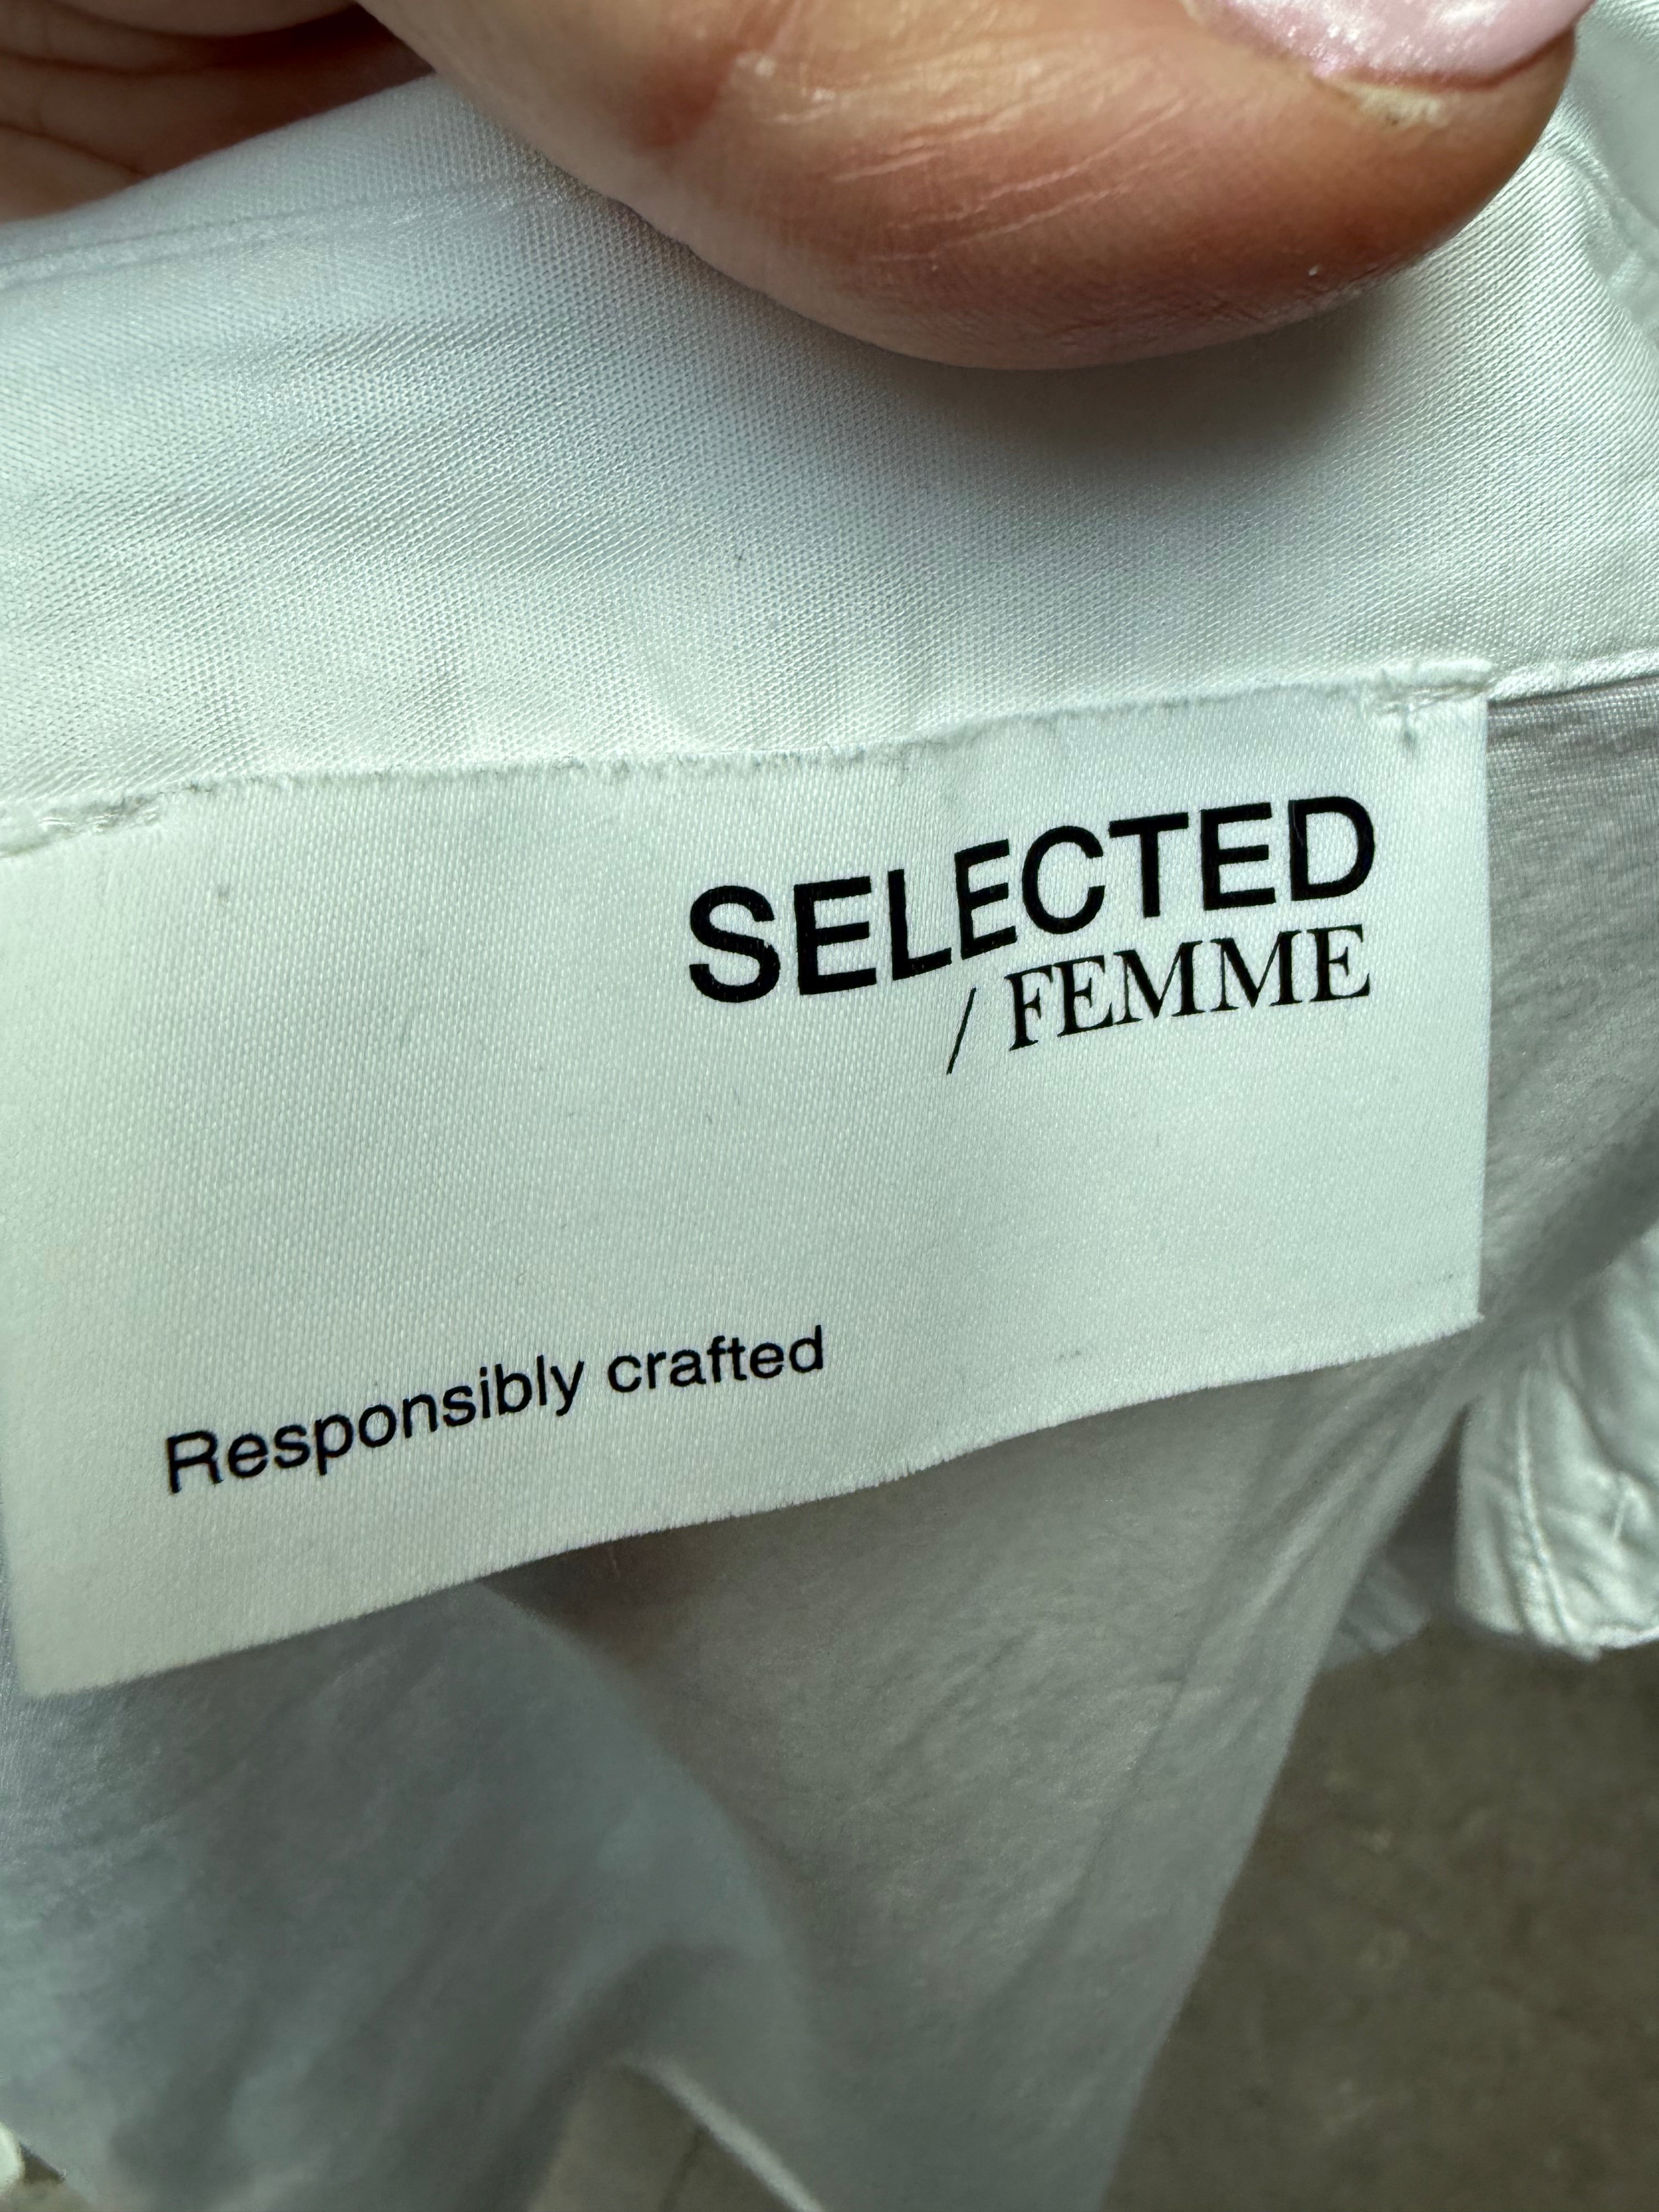 SELECTED
/ FEMME
Responsibly crafted